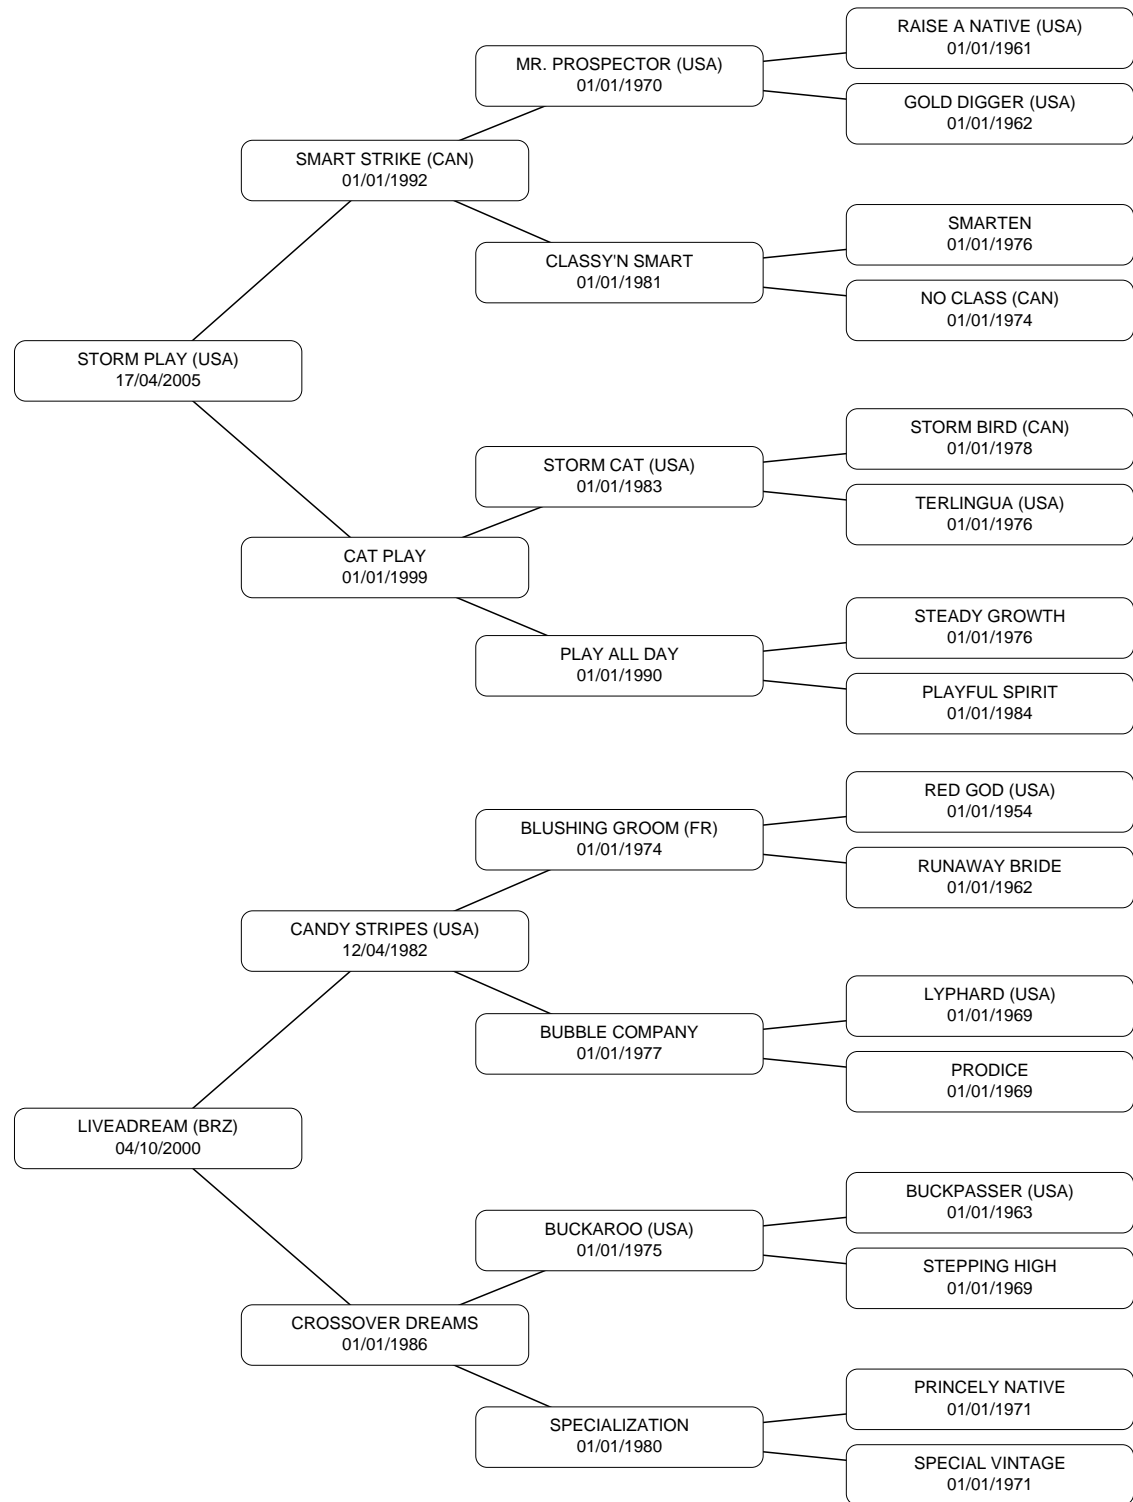 RAISE A NATIVE (USA)
01/01/1961
MR. PROSPECTOR (USA)
01/01/1970
GOLD DIGGER (USA)
01/01/1962
SMART STRIKE (CAN)
01/01/1992
SMARTEN
01/01/1976
CLASSY'N SMART
01/01/1981
NO CLASS (CAN)
01/01/1974
STORM PLAY (USA)
17/04/2005
STORM BIRD (CAN)
01/01/1978
STORM CAT (USA)
01/01/1983
TERLINGUA (USA)
01/01/1976
CAT PLAY
01/01/1999
STEADY GROWTH
01/01/1976
PLAY ALL DAY
01/01/1990
PLAYFUL SPIRIT
01/01/1984
RED GOD (USA)
01/01/1954
BLUSHING GROOM (FR)
01/01/1974
RUNAWAY BRIDE
01/01/1962
CANDY STRIPES (USA)
12/04/1982
LYPHARD (USA)
01/01/1969
BUBBLE COMPANY
01/01/1977
PRODICE
01/01/1969
LIVEADREAM (BRZ)
04/10/2000
BUCKPASSER (USA)
01/01/1963
BUCKAROO (USA)
01/01/1975
STEPPING HIGH
01/01/1969
CROSSOVER DREAMS
01/01/1986
PRINCELY NATIVE
01/01/1971
SPECIALIZATION
01/01/1980
SPECIAL VINTAGE
01/01/1971